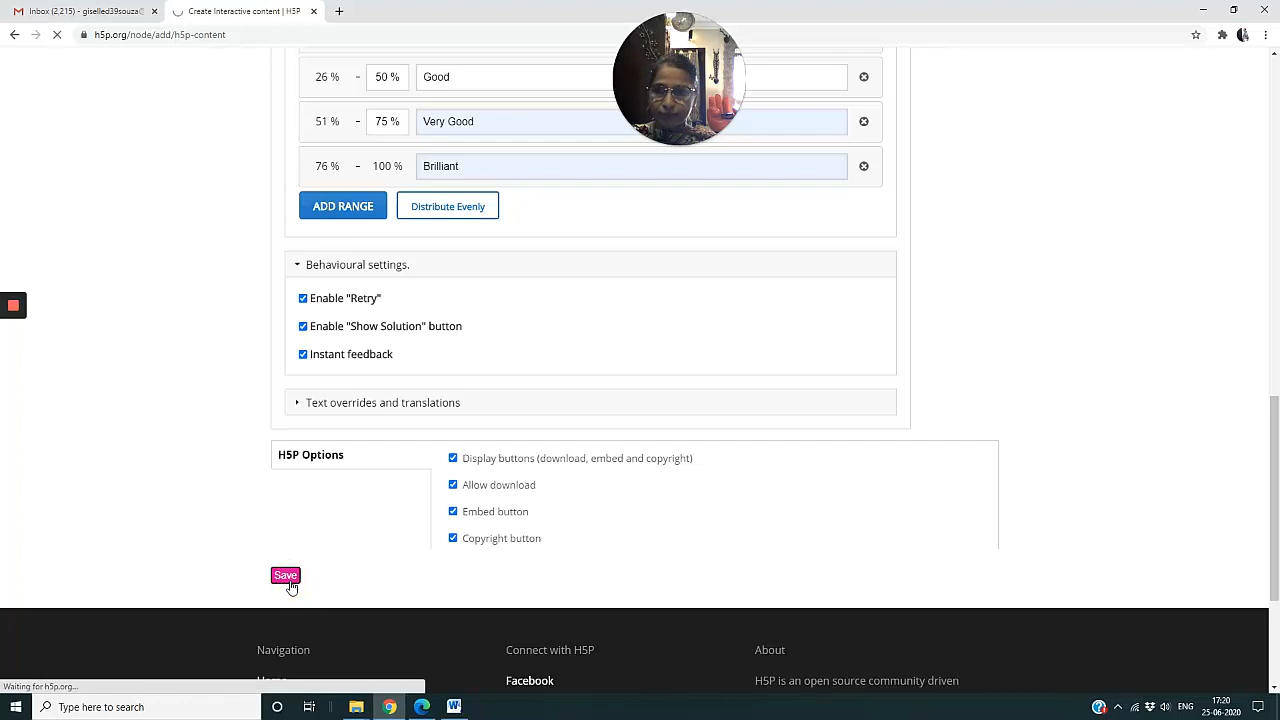 Inbox (2,215) - giselled39souza@
Create Interactive content | H5P
h5p.org/node/add/h5p-content
26 % - 50 % Good
51 % - 75 % Very Good
76 % - 100 % Brilliant
ADD RANGE Distribute Evenly
Behavioural settings.
Enable "Retry"
Enable "Show Solution" button
Instant feedback
Text overrides and translations
H5P Options
Display buttons (download, embed and copyright)
Allow download
Embed button
Copyright button
Save
Navigation Connect with H5P About
Facebook H5P is an open source community driven
Waiting for h5p.org...
Type here to search
ENG
17:20
25-06-2020